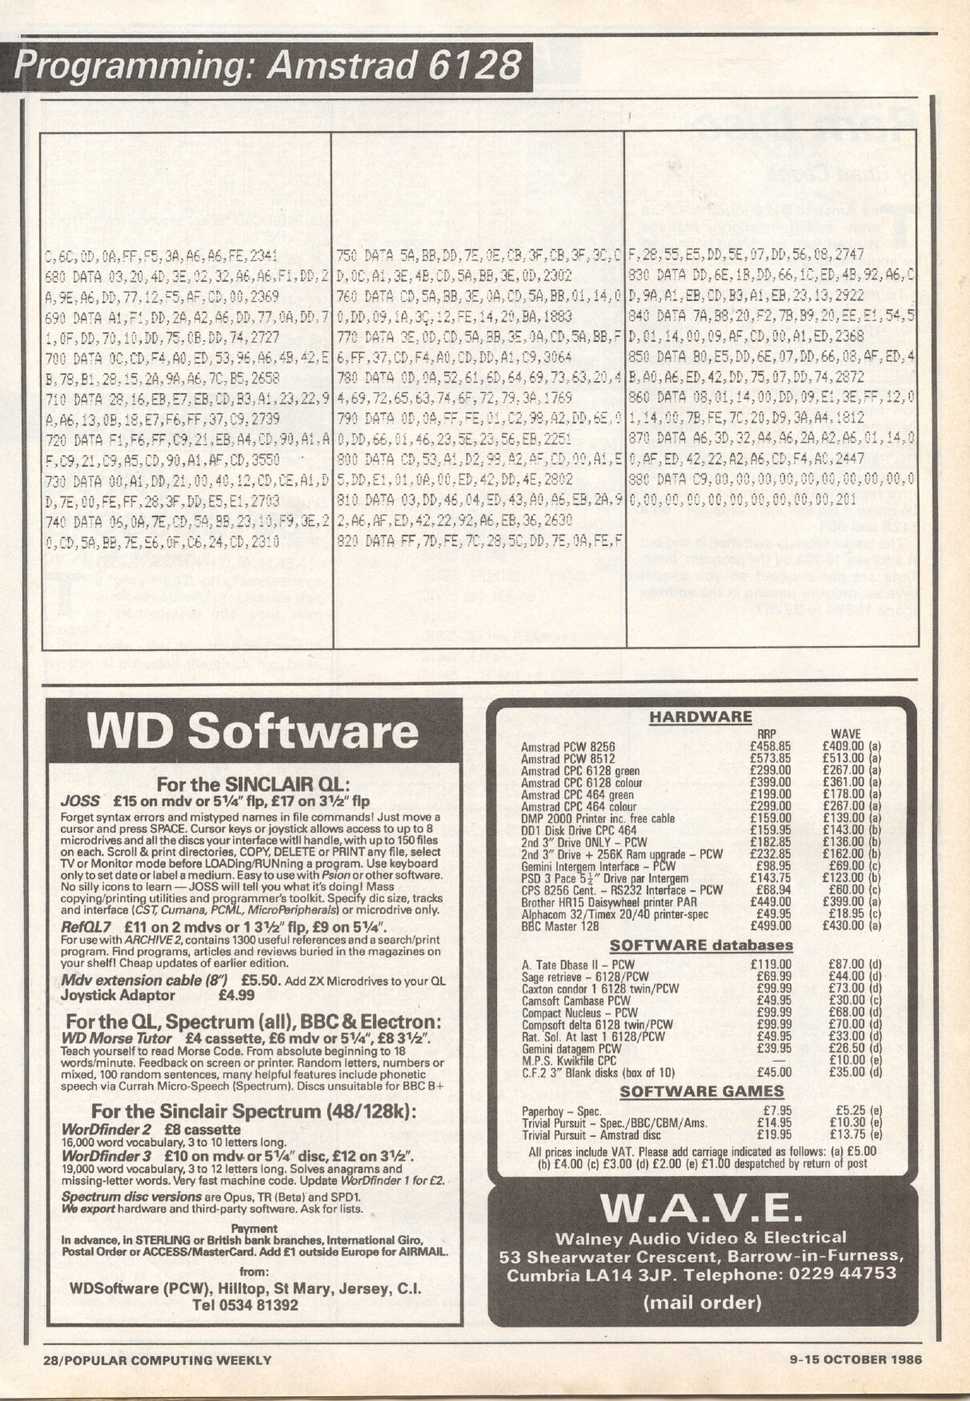 Programming: Amstrad 6128
C,6C,0D,0A,FF,F5,3A,A6,A6,FE,2341
680 DATA 03,20,4D,3E,02,32,A6,A6,F1,DD,2
A,9E,A6,DD,77,12,F5,AF,CD,00,2369
690 DATA A1,F1,DD,2A,A2,A6,DD,77,0A,DD,7
1,0F,DD,70,10,DD,75,0B,DD,74,2727
700 DATA 0C,CD,F4,A0,ED,53,96,A6,4B,42,E
B,78,B1,28,15,2A,9A,A6,7C,B5,2658
710 DATA 28,16,EB,E7,EB,CD,B3,A1,23,22,9
A,A6,13,0B,18,E7,F6,FF,37,C9,2739
720 DATA F1,F6,FF,C9,21,EB,A4,CD,90,A1,A
F,C9,21,C9,A5,CD,90,A1,AF,CD,3550
730 DATA 00,A1,DD,21,00,40,12,CD,CE,A1,D
D,7E,00,FE,FF,28,3F,DD,E5,E1,2703
740 DATA 06,0A,7E,CD,5A,BB,23,10,F9,3E,2
0,CD,5A,BB,7E,E6,0F,C6,24,CD,2310
750 DATA 5A,BB,DD,7E,0E,CB,3F,CB,3F,3C,C
D,0C,A1,3E,4B,CD,5A,BB,3E,0D,2302
760 DATA CD,5A,BB,3E,0A,CD,5A,BB,01,14,0
0,DD,09,1A,3C,12,FE,14,20,BA,1883
770 DATA 3E,0D,CD,5A,BB,3E,0A,CD,5A,BB,F
6,FF,37,CD,F4,A0,CD,DD,A1,C9,3064
780 DATA 0D,0A,52,61,6D,64,69,73,63,20,4
4,69,72,65,63,74,6F,72,79,3A,1769
790 DATA 0D,0A,FF,FE,01,C2,98,A2,DD,6E,0
0,DD,66,01,46,23,5E,23,56,EB,2251
800 DATA CD,53,A1,D2,98,A2,AF,CD,00,A1,E
5,DD,E1,01,0A,00,ED,42,DD,4E,2802
810 DATA 03,DD,46,04,ED,43,A0,A6,EB,2A,9
2,A6,AF,ED,42,22,92,A6,EB,36,2630
820 DATA FF,7D,FE,7C,28,5C,DD,7E,0A,FE,F
F,28,55,E5,DD,5E,07,DD,56,08,2747
830 DATA DD,6E,1B,DD,66,1C,ED,4B,92,A6,C
D,9A,A1,EB,CD,B3,A1,EB,23,13,2922
840 DATA 7A,B8,20,F2,7B,B9,20,EE,E1,54,5
D,01,14,00,09,AF,CD,00,A1,ED,2368
850 DATA B0,E5,DD,6E,07,DD,66,08,AF,ED,4
B,A0,A6,ED,42,DD,75,07,DD,74,2872
860 DATA 08,01,14,00,DD,09,E1,3E,FF,12,0
1,14,00,7B,FE,7C,20,D9,3A,A4,1812
870 DATA A6,3D,32,A4,A6,2A,A2,A6,01,14,0
0,AF,ED,42,22,A2,A6,CD,F4,A0,2447
880 DATA C9,00,00,00,00,00,00,00,00,00,0
0,00,00,00,00,00,00,00,00,00,201
WD Software
For the SINCLAIR QL:
JOSS £15 on mdv or 5¼" flp, £17 on 3½" flp
Forget syntax errors and mistyped names in file commands! Just move a
cursor and press SPACE. Cursor keys or joystick allows access to up to 8
microdrives and all the discs your interface will handle, with up to 150 files
on each. Scroll & print directories, COPY, DELETE or PRINT any file, select
TV or Monitor mode before LOADing/RUNning a program. Use keyboard
only to set date or label a medium. Easy to use with Psion or other software.
No silly icons to learn — JOSS will tell you what it's doing! Mass
copying/printing utilities and programmer's toolkit. Specify dic size, tracks
and interface (CST, Cumana, PCML, MicroPeripherals) or microdrive only.
RefQL7 £11 on 2 mdvs or 1 3½" flp, £9 on 5¼".
For use with ARCHIVE 2, contains 1300 useful references and a search/print
program. Find programs, articles and reviews buried in the magazines on
your shelf! Cheap updates of earlier edition.
Mdv extension cable (8") £5.50. Add ZX Microdrives to your QL
Joystick Adaptor £4.99
For the QL, Spectrum (all), BBC & Electron:
WD Morse Tutor £4 cassette, £6 mdv or 5¼", £8 3½".
Teach yourself to read Morse Code. From absolute beginning to 18
words/minute. Feedback on screen or printer. Random letters, numbers or
mixed, 100 random sentences, many helpful features include phonetic
speech via Currah Micro-Speech (Spectrum). Discs unsuitable for BBC B+
For the Sinclair Spectrum (48/128k):
WorDfinder 2 £8 cassette
16,000 word vocabulary, 3 to 10 letters long.
WorDfinder 3 £10 on mdv or 5¼" disc, £12 on 3½".
19,000 word vocabulary, 3 to 12 letters long. Solves anagrams and
missing-letter words. Very fast machine code. Update WorDfinder 1 for £2.
Spectrum disc versions are Opus, TR (Beta) and SPD1.
We export hardware and third-party software. Ask for lists.
Payment
In advance, in STERLING or British bank branches, International Giro,
Postal Order or ACCESS/MasterCard. Add £1 outside Europe for AIRMAIL.
from:
WDSoftware (PCW), Hilltop, St Mary, Jersey, C.I.
Tel 0534 81392
HARDWARE
RRP WAVE
Amstrad PCW 8256 £458.85 £409.00 (a)
Amstrad PCW 8512 £573.85 £513.00 (a)
Amstrad CPC 6128 green £299.00 £267.00 (a)
Amstrad CPC 6128 colour £399.00 £361.00 (a)
Amstrad CPC 464 green £199.00 £178.00 (a)
Amstrad CPC 464 colour £299.00 £267.00 (a)
DMP 2000 Printer inc. free cable £159.00 £139.00 (a)
DD1 Disk Drive CPC 464 £159.95 £143.00 (b)
2nd 3" Drive ONLY – PCW £182.85 £136.00 (b)
2nd 3" Drive + 256K Ram upgrade – PCW £232.85 £162.00 (b)
Gemini Intergem Interface – PCW £98.95 £69.00 (c)
PSD 3 Pace 5¼" Drive par Intergem £143.75 £123.00 (b)
CPS 8256 Cent. – RS232 Interface – PCW £68.94 £60.00 (c)
Brother HR15 Daisywheel printer PAR £449.00 £399.00 (a)
Alphacom 32/Timex 20/40 printer-spec £49.95 £18.95 (c)
BBC Master 128 £499.00 £430.00 (a)
SOFTWARE databases
A. Tate Dbase II – PCW £119.00 £87.00 (d)
Sage retrieve – 6128/PCW £69.99 £44.00 (d)
Caxton condor 1 6128 twin/PCW £99.99 £73.00 (d)
Camsoft Cambase PCW £49.95 £30.00 (c)
Compact Nucleus – PCW £99.99 £68.00 (d)
Compsoft delta 6128 twin/PCW £99.99 £70.00 (d)
Rat. Sol. At last 1 6128/PCW £49.95 £33.00 (d)
Gemini datagem PCW £39.95 £26.50 (d)
M.P.S. Kwikfile CPC — £10.00 (e)
C.F.2 3" Blank disks (box of 10) £45.00 £35.00 (d)
SOFTWARE GAMES
Paperboy – Spec. £7.95 £5.25 (e)
Trivial Pursuit – Spec./BBC/CBM/Ams. £14.95 £10.30 (e)
Trivial Pursuit – Amstrad disc £19.95 £13.75 (e)
All prices include VAT. Please add carriage indicated as follows: (a) £5.00
(b) £4.00 (c) £3.00 (d) £2.00 (e) £1.00 despatched by return of post
W.A.V.E.
Walney Audio Video & Electrical
53 Shearwater Crescent, Barrow-in-Furness,
Cumbria LA14 3JP. Telephone: 0229 44753
(mail order)
28/POPULAR COMPUTING WEEKLY
9-15 OCTOBER 1986